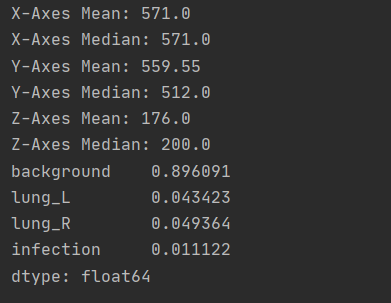 X-Axes Mean: 571.0
X-Axes Median: 571.0
Y-Axes Mean: 559.55
Y-Axes Median: 512.0
Z-Axes Mean: 176.0
Z-Axes Median: 200.0
background    0.896091
lung_L        0.043423
lung_R        0.049364
infection     0.011122
dtype: float64